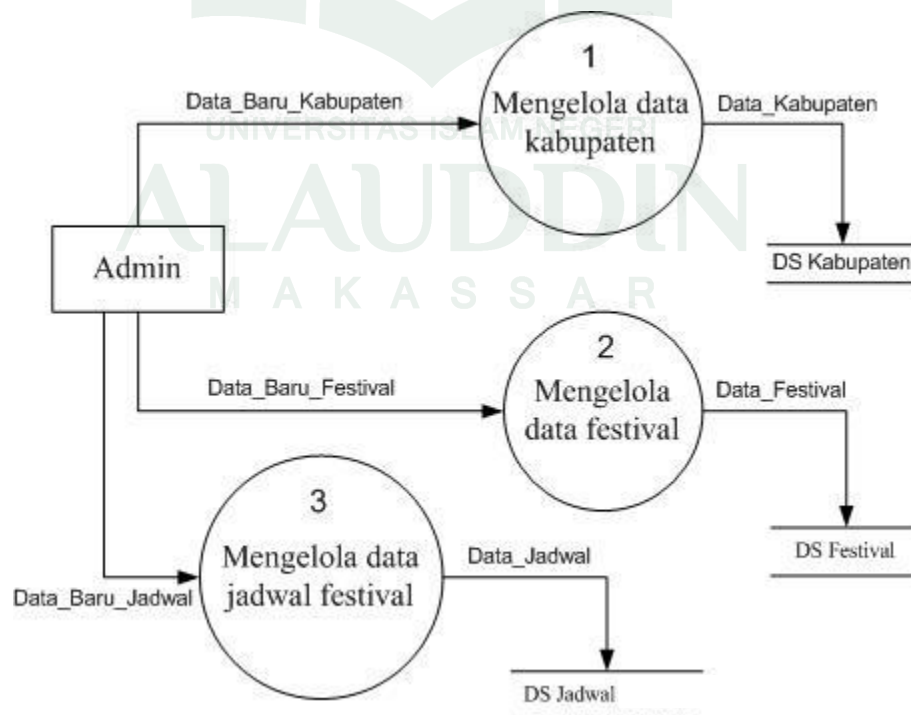 1
Mengelola data
kabupaten
Data_Baru_Kabupaten
Data_Kabupaten
UNIVERSITAS ISLAM NEGERI
ALAUDDIN
MAKASSAR
Admin
DS Kabupaten
2
Mengelola
data festival
Data_Baru_Festival
Data_Festival
DS Festival
3
Mengelola data
jadwal festival
Data_Baru_Jadwal
Data_Jadwal
DS Jadwal